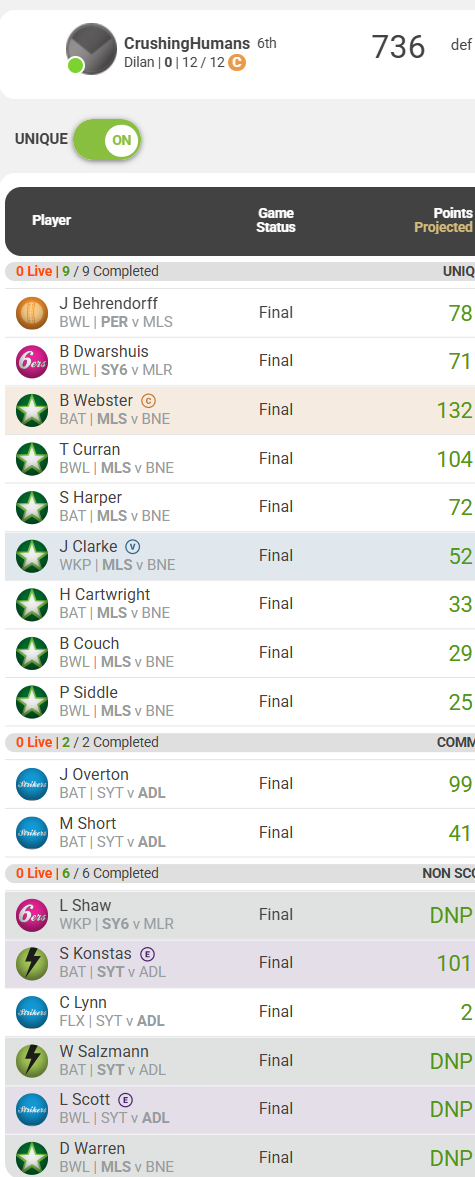 CrushingHumans 6th
736 def
Dilan | 0 | 12 / 12 C
UNIQUE ON
Player
Game
Status
Points
Projected
0 Live | 9 / 9 Completed UNIQ
J Behrendorff
BWL | PER v MLS
Final
78
6ers
B Dwarshuis
BWL | SY6 v MLR
Final
71
B Webster C
BAT | MLS v BNE
Final
132
T Curran
BWL | MLS v BNE
Final
104
S Harper
BAT | MLS v BNE
Final
72
J Clarke V
WKP | MLS v BNE
Final
52
H Cartwright
BAT | MLS v BNE
Final
33
B Couch
BWL | MLS v BNE
Final
29
P Siddle
BWL | MLS v BNE
Final
25
0 Live | 2 / 2 Completed COMM
Strikers
J Overton
BAT | SYT v ADL
Final
99
Strikers
M Short
BAT | SYT v ADL
Final
41
0 Live | 6 / 6 Completed NON SCO
6ers
L Shaw
WKP | SY6 v MLR
Final
DNP
S Konstas E
BAT | SYT v ADL
Final
101
Strikers
C Lynn
FLX | SYT v ADL
Final
2
W Salzmann
BAT | SYT v ADL
Final
DNP
Strikers
L Scott E
BWL | SYT v ADL
Final
DNP
D Warren
BWL | MLS v BNE
Final
DNP